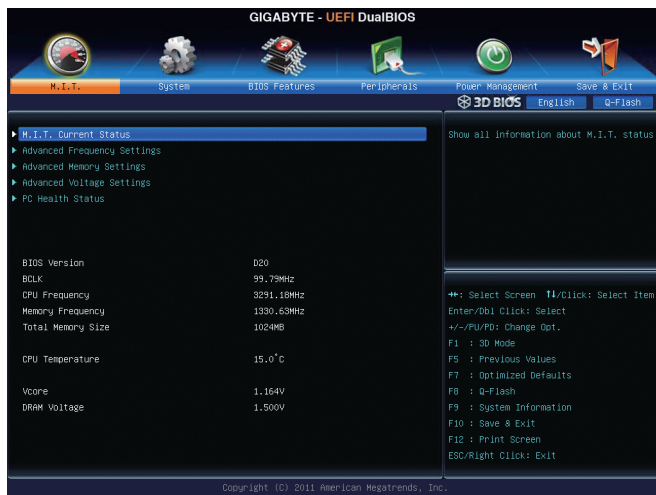 GIGABYTE - UEFI DualBIOS
M.I.T. System BIOS Features Peripherals Power Management Save & Exit
3D BIOS English Q-Flash
M.I.T. Current Status
Advanced Frequency Settings
Advanced Memory Settings
Advanced Voltage Settings
PC Health Status
Show all information about M.I.T. status
BIOS Version D20
BCLK 99.79MHz
CPU Frequency 3291.18MHz
Memory Frequency 1330.63MHz
Total Memory Size 1024MB
CPU Temperature 15.0°C
Vcore 1.164V
DRAM Voltage 1.500V
→←: Select Screen ↑↓/Click: Select Item
Enter/Dbl Click: Select
+/-/PU/PD: Change Opt.
F1 : 3D Mode
F5 : Previous Values
F7 : Optimized Defaults
F8 : Q-Flash
F9 : System Information
F10 : Save & Exit
F12 : Print Screen
ESC/Right Click: Exit
Copyright (C) 2011 American Megatrends, Inc.